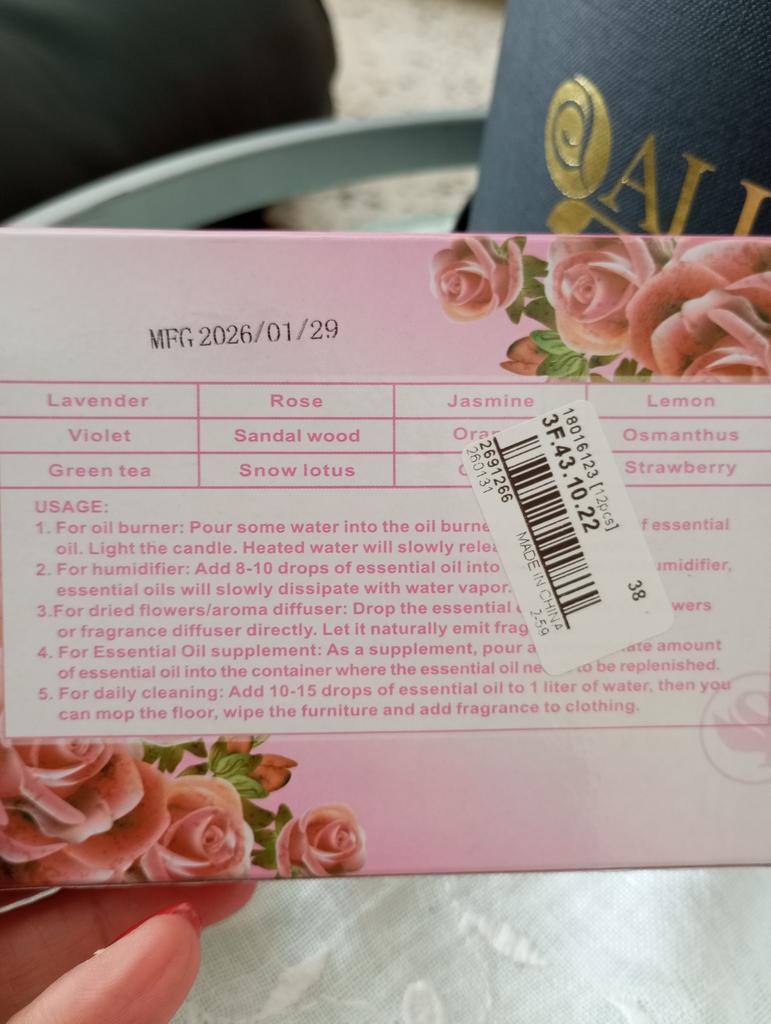 ALI
MFG 2026/01/29
Lavender Rose Jasmine Lemon
Violet Sandal wood Ora Osmanthus
Green tea Snow lotus Strawberry
USAGE:
1. For oil burner: Pour some water into the oil burne f essential
oil. Light the candle. Heated water will slowly relea
2. For humidifier: Add 8-10 drops of essential oil into umidifier,
essential oils will slowly dissipate with water vapor.
3.For dried flowers/aroma diffuser: Drop the essential wers
or fragrance diffuser directly. Let it naturally emit frag
4. For Essential Oil supplement: As a supplement, pour a ate amount
of essential oil into the container where the essential oil ne to be replenished.
5. For daily cleaning: Add 10-15 drops of essential oil to 1 liter of water, then you
can mop the floor, wipe the furniture and add fragrance to clothing.
18016123 [12pcs]
3F.43.10.22
2691266
260131
MADE IN CHINA
2-59
38